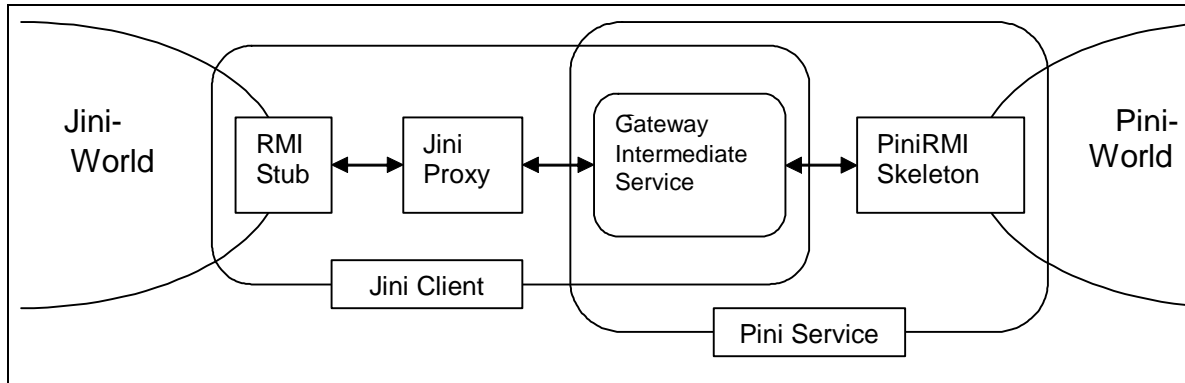 Jini-
World
RMI
Stub
Jini
Proxy
Gateway
Intermediate
Service
PiniRMI
Skeleton
Pini-
World
Jini Client
Pini Service